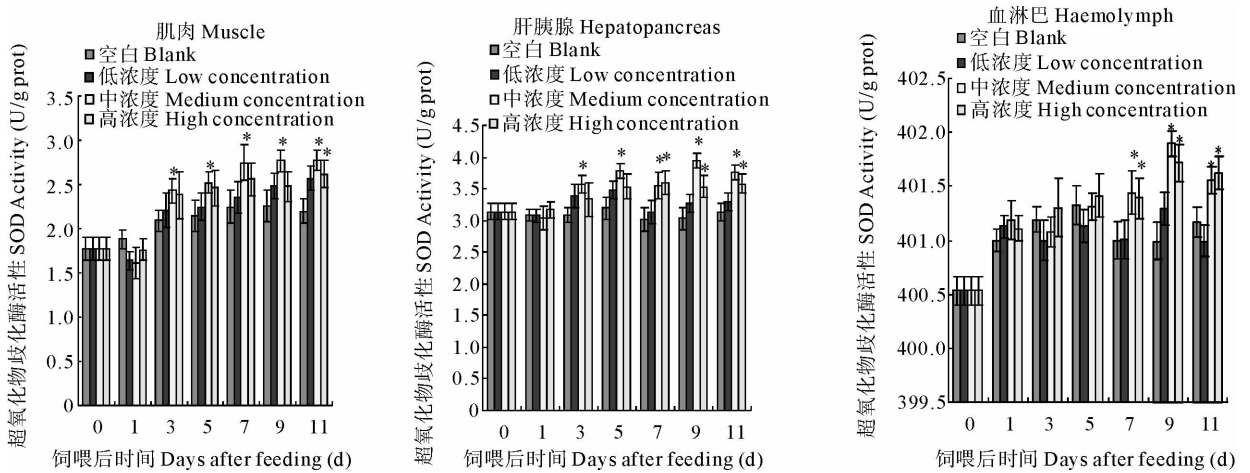 肌肉 Muscle
空白 Blank
低浓度 Low concentration
中浓度 Medium concentration
高浓度 High concentration
超氧化物歧化酶活性 SOD Activity (U/g prot)
3.5
3.0
2.5
2.0
1.5
1.0
0.5
0
* * * * * *
0 1 3 5 7 9 11
饲喂后时间 Days after feeding (d)
肝胰腺 Hepatopancreas
空白 Blank
低浓度 Low concentration
中浓度 Medium concentration
高浓度 High concentration
超氧化物歧化酶活性 SOD Activity (U/g prot)
4.5
4.0
3.5
3.0
2.5
2.0
1.5
1.0
0.5
0
* * * * * * * *
0 1 3 5 7 9 11
饲喂后时间 Days after feeding (d)
血淋巴 Haemolymph
空白 Blank
低浓度 Low concentration
中浓度 Medium concentration
高浓度 High concentration
超氧化物歧化酶活性 SOD Activity (U/g prot)
402.5
402.0
401.5
401.0
400.5
400.0
399.5
* * * * * *
0 1 3 5 7 9 11
饲喂后时间 Days after feeding (d)